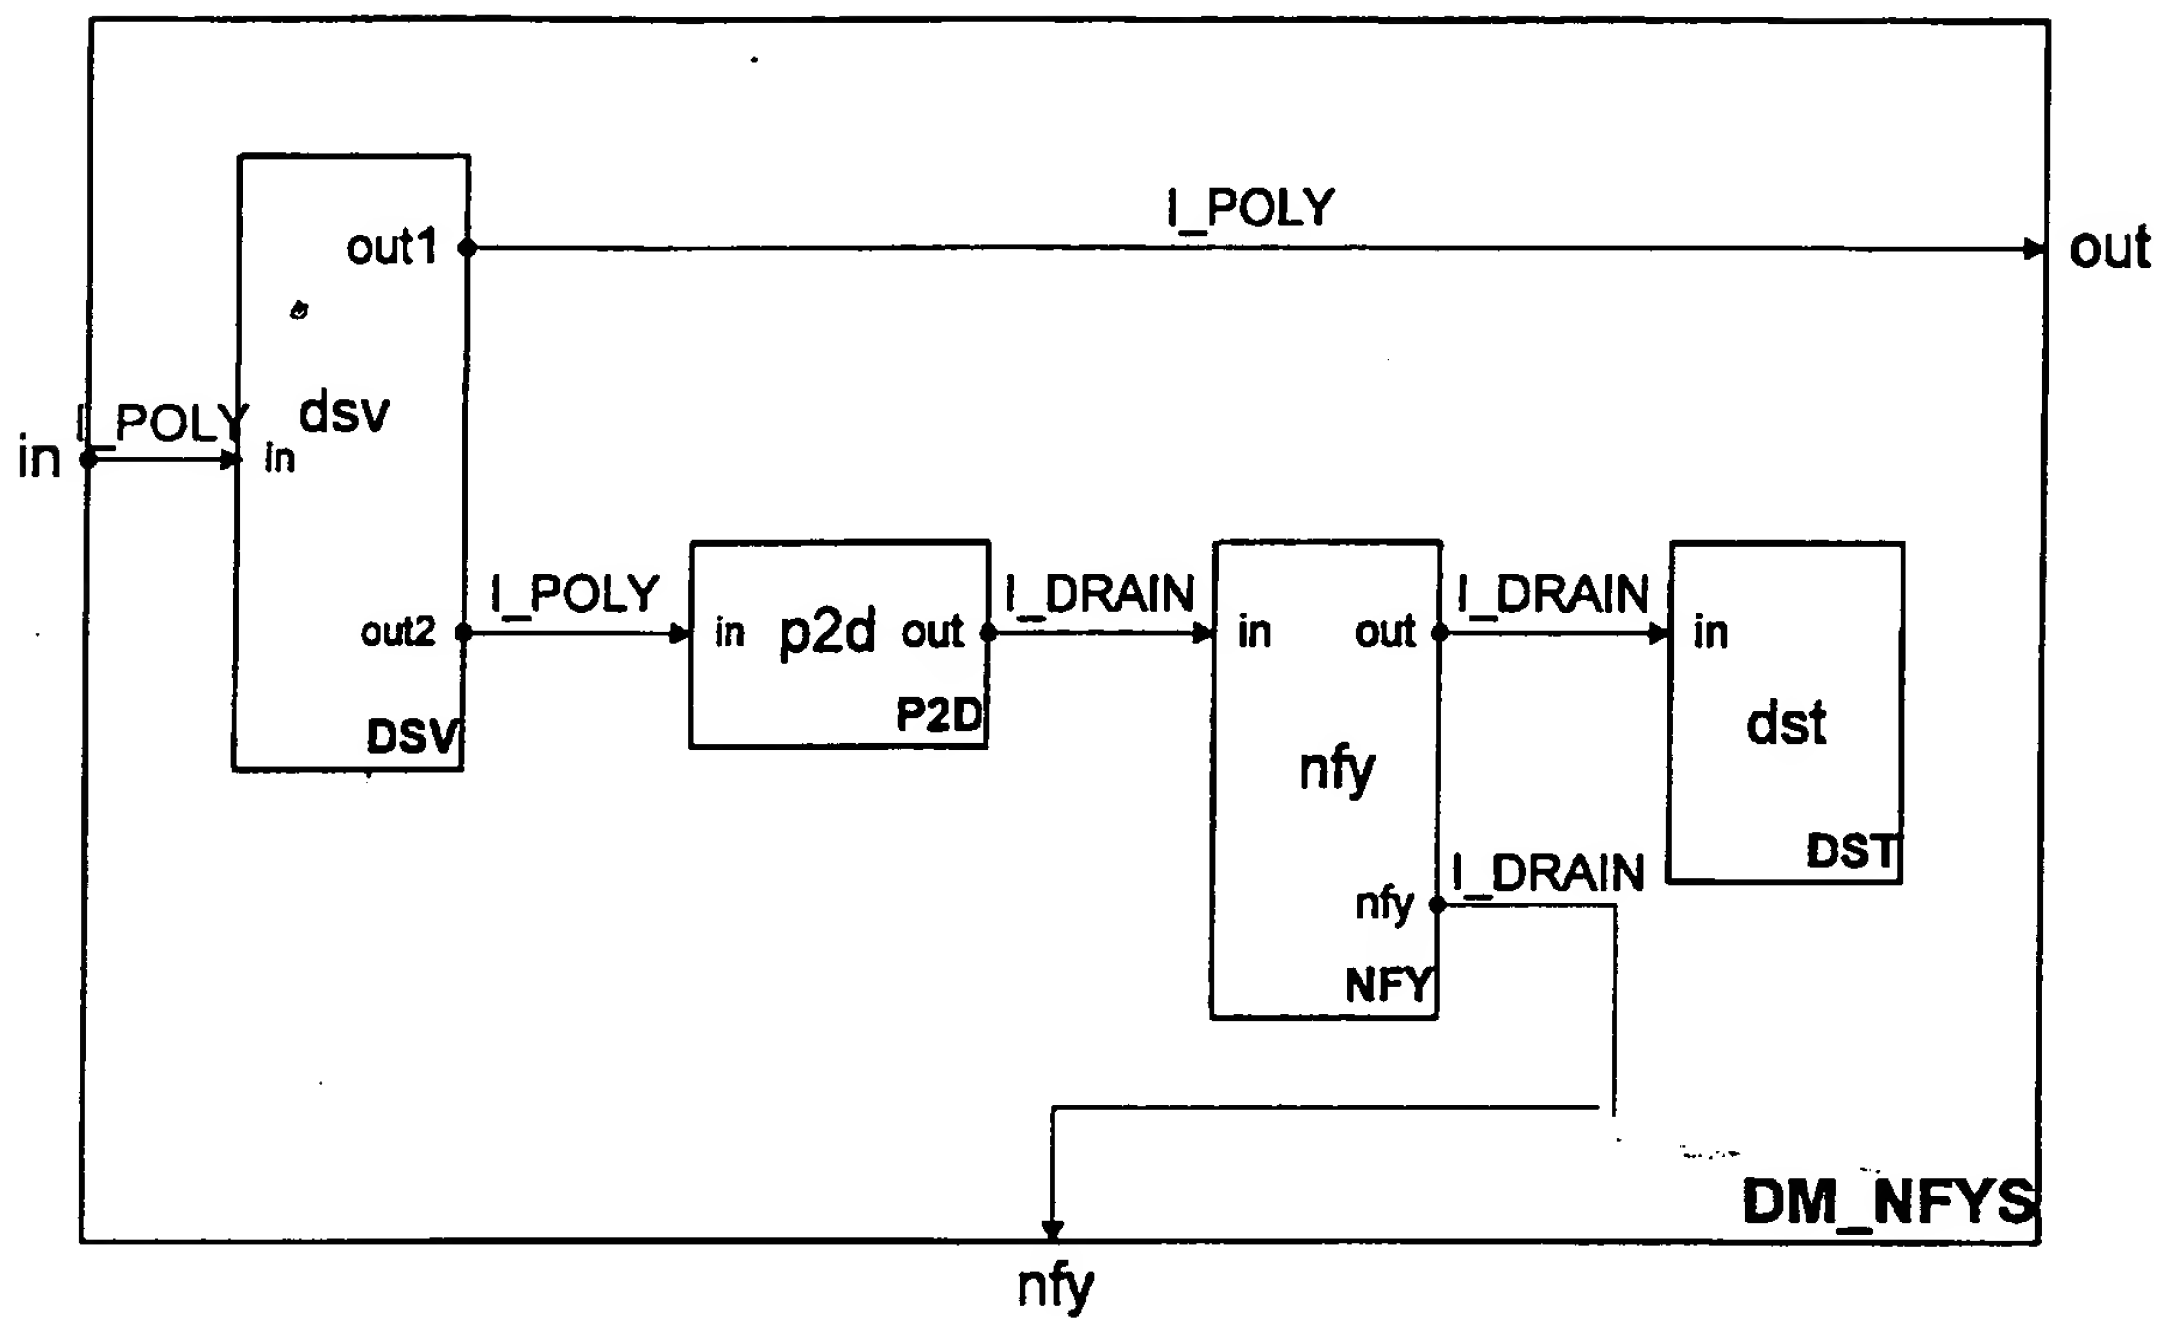 I_POLY
out1
out
I_POLY
dsv
in
in
I_POLY
I_DRAIN
I_DRAIN
out2
in
p2d
out
in
out
in
P2D
DSV
dst
nfy
DST
I_DRAIN
nfy
NFY
DM_NFYS
nfy